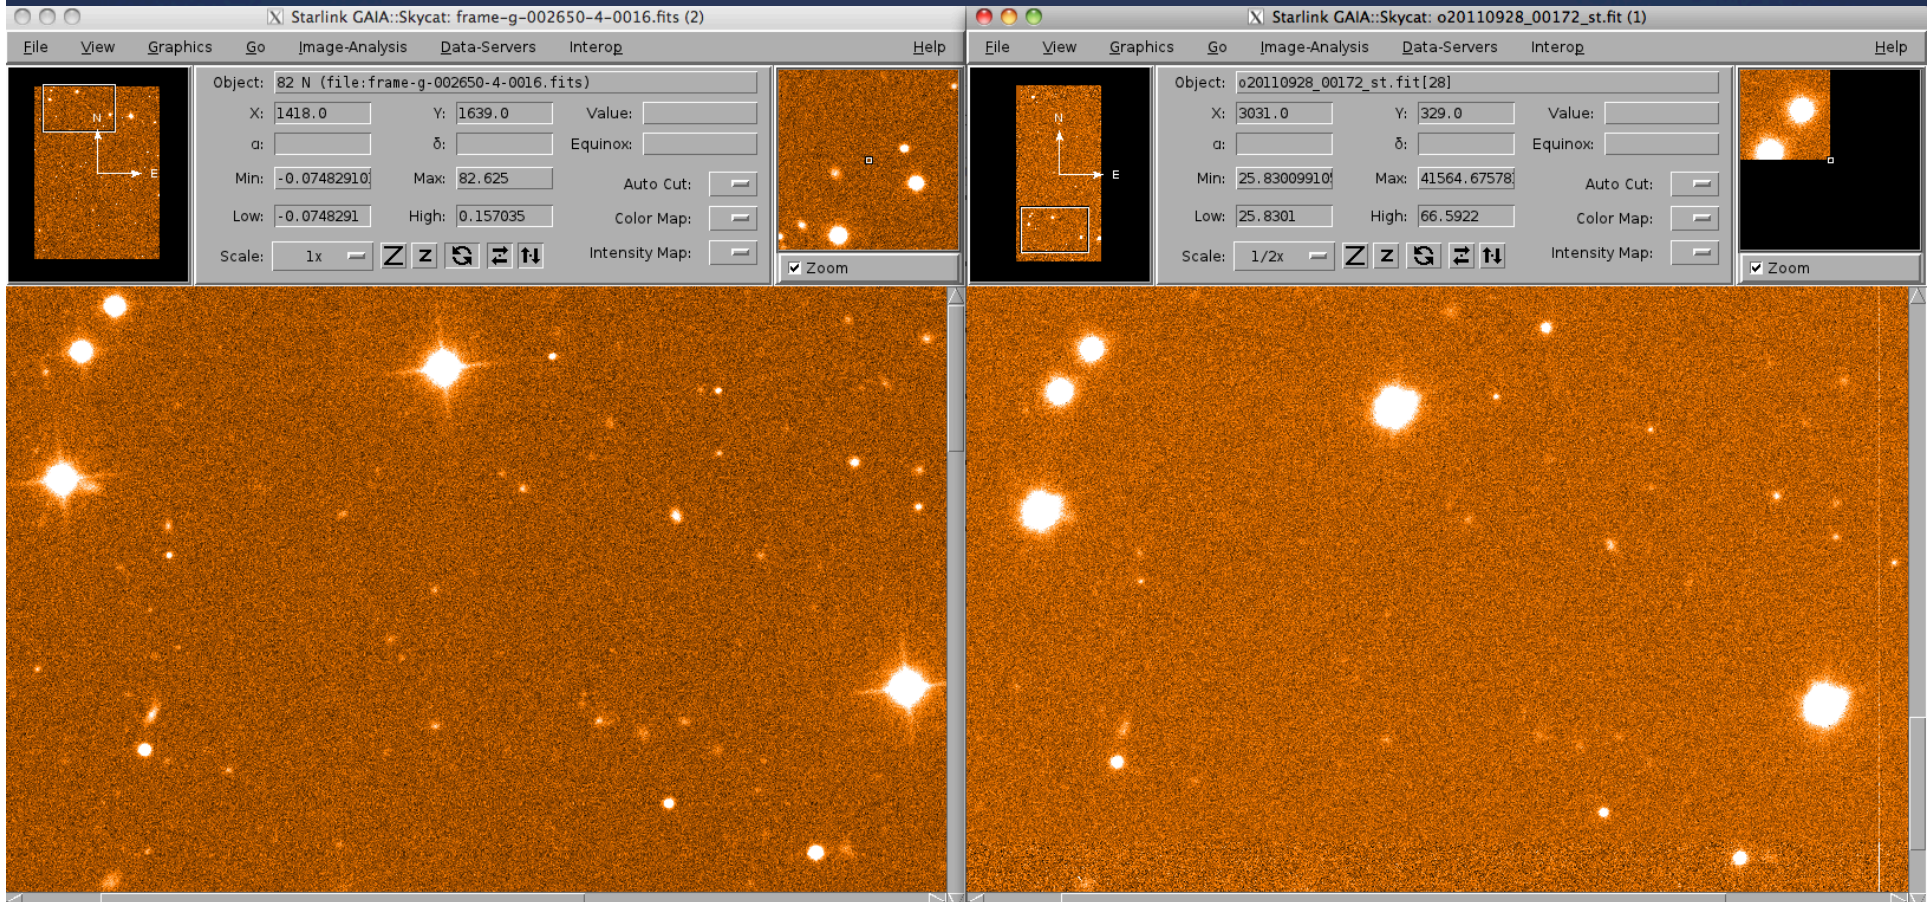 Starlink GAIA::Skycat: frame-g-002650-4-0016.fits (2)
File View Graphics Go Image-Analysis Data-Servers Interop Help
Object: 82 N (file:frame-g-002650-4-0016.fits)
X: 1418.0 Y: 1639.0 Value:
α: δ: Equinox:
Min: -0.07482910 Max: 82.625 Auto Cut:
Low: -0.0748291 High: 0.157035 Color Map:
Scale: 1x Z z Intensity Map:
Zoom
N
E
Starlink GAIA::Skycat: o20110928_00172_st.fit (1)
File View Graphics Go Image-Analysis Data-Servers Interop Help
Object: o20110928_00172_st.fit[28]
X: 3031.0 Y: 329.0 Value:
α: δ: Equinox:
Min: 25.83009910 Max: 41564.67578 Auto Cut:
Low: 25.8301 High: 66.5922 Color Map:
Scale: 1/2x Z z Intensity Map:
Zoom
N
E